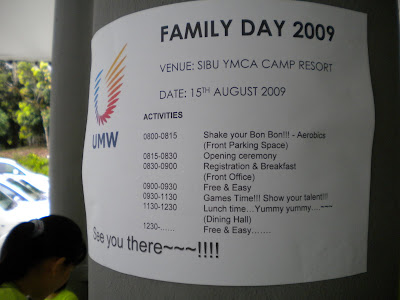 FAMILY DAY 2009
VENUE: SIBU YMCA CAMP RESORT
DATE: 15TH AUGUST 2009
UMW
ACTIVITIES
0800-0815 Shake your Bon Bon!!! - Aerobics
(Front Parking Space)
0815-0830 Opening ceremony
0830-0900 Registration & Breakfast
(Front Office)
0900-0930 Free & Easy
0930-1130 Games Time!!! Show your talent!!!
1130-1230 Lunch time...Yummy yummy....~~~
(Dining Hall)
1230-...... Free & Easy.......
See you there~~~!!!!